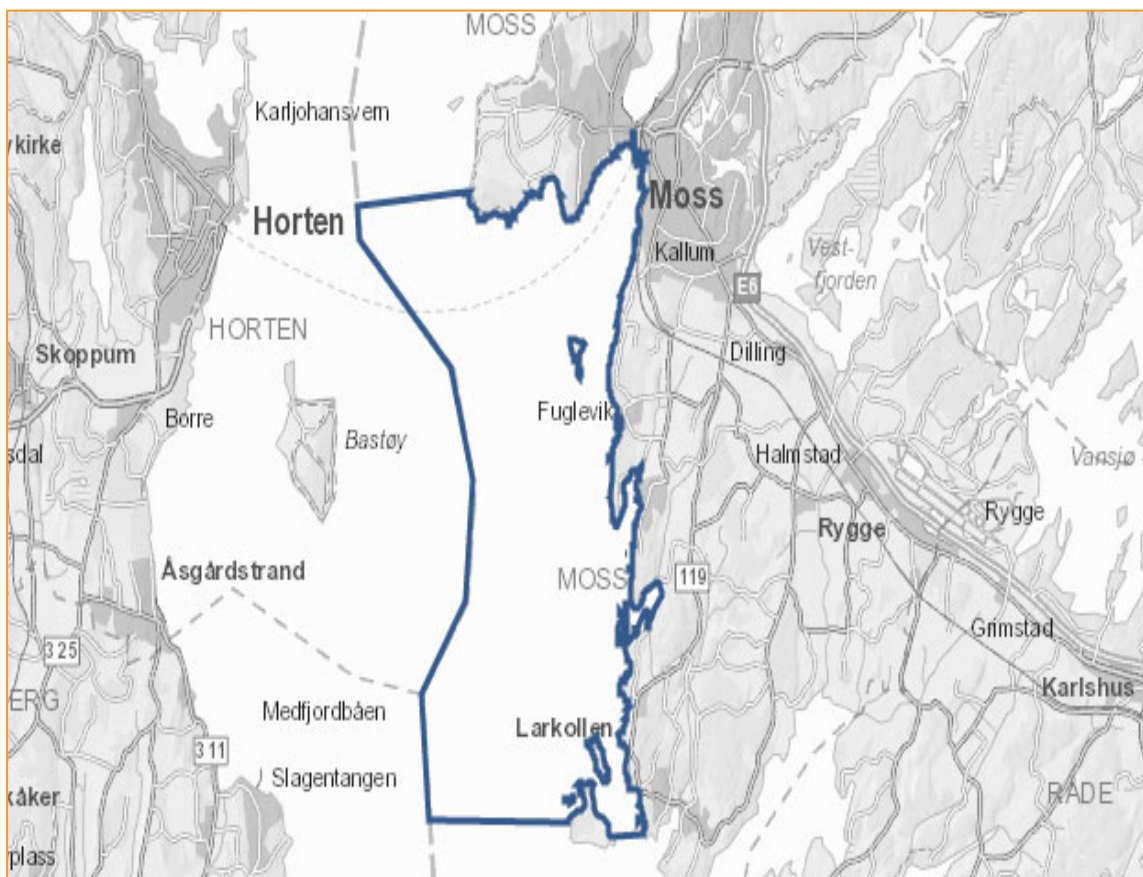 MOSS
Karljohansvern
ykirke
Horten
Moss
Kallum
Vest-
fjorden
E6
HORTEN
Skoppum
Dilling
Borre
Fuglevik
Bastøy
sdal
Halmstad
Vansjø
Rygge
Rygge
Åsgårdstrand
MOSS
119
325
Grimstad
Karlshus
ERG
Medfjordbåen
Larkollen
311
Slagentangen
kåker
RÅDE
plass